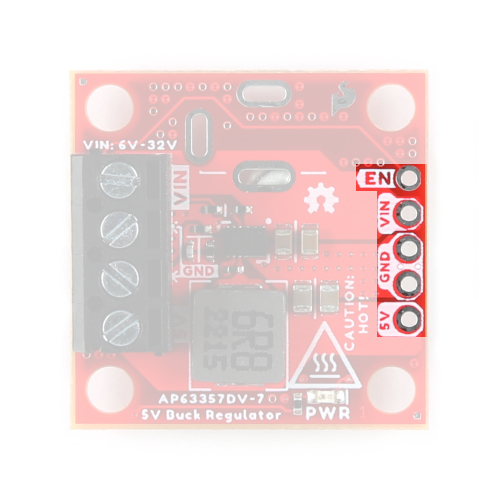 VIN: 6V-32V
VIN
EN
VIN
GND
GND
5V
CAUTION:
HOT!
6R8
2215
AP63357DV-7
5V Buck Regulator
PWR